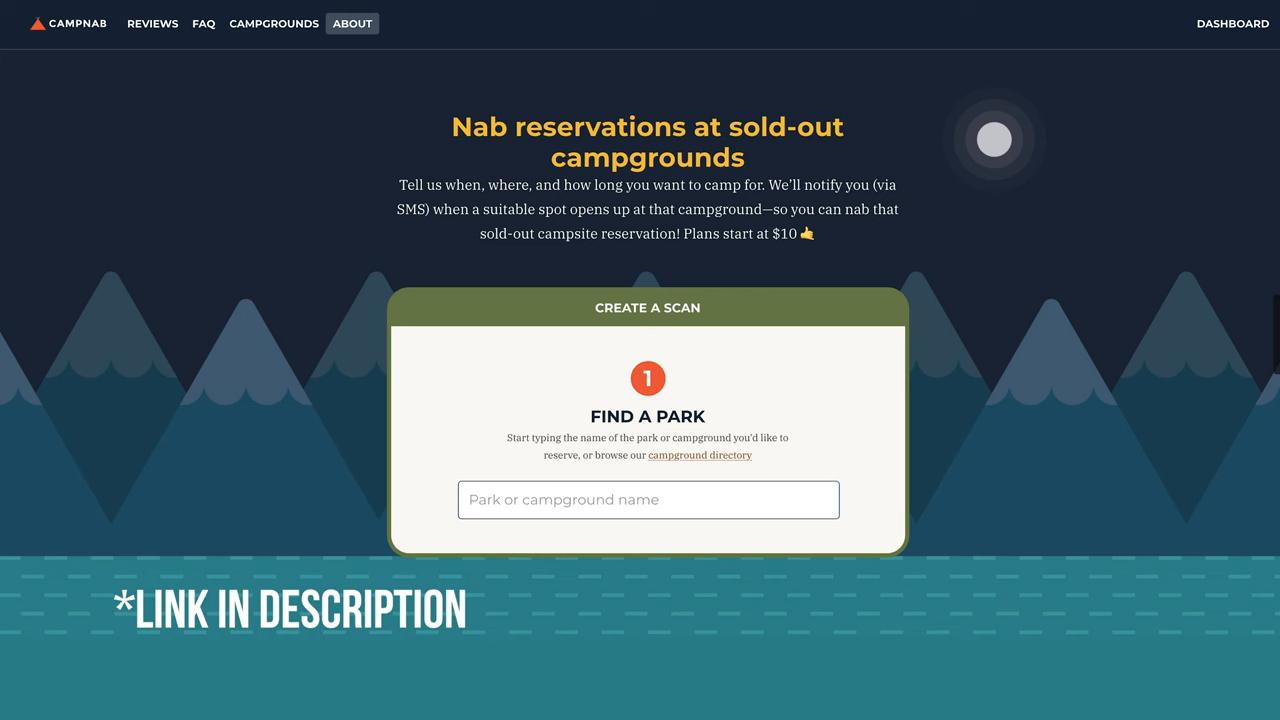 CAMPNAB REVIEWS FAQ CAMPGROUNDS ABOUT DASHBOARD
Nab reservations at sold-out
campgrounds
Tell us when, where, and how long you want to camp for. We’ll notify you (via
SMS) when a suitable spot opens up at that campground—so you can nab that
sold-out campsite reservation! Plans start at $10 🤙
CREATE A SCAN
1
FIND A PARK
Start typing the name of the park or campground you'd like to
reserve, or browse our campground directory
Park or campground name
*LINK IN DESCRIPTION